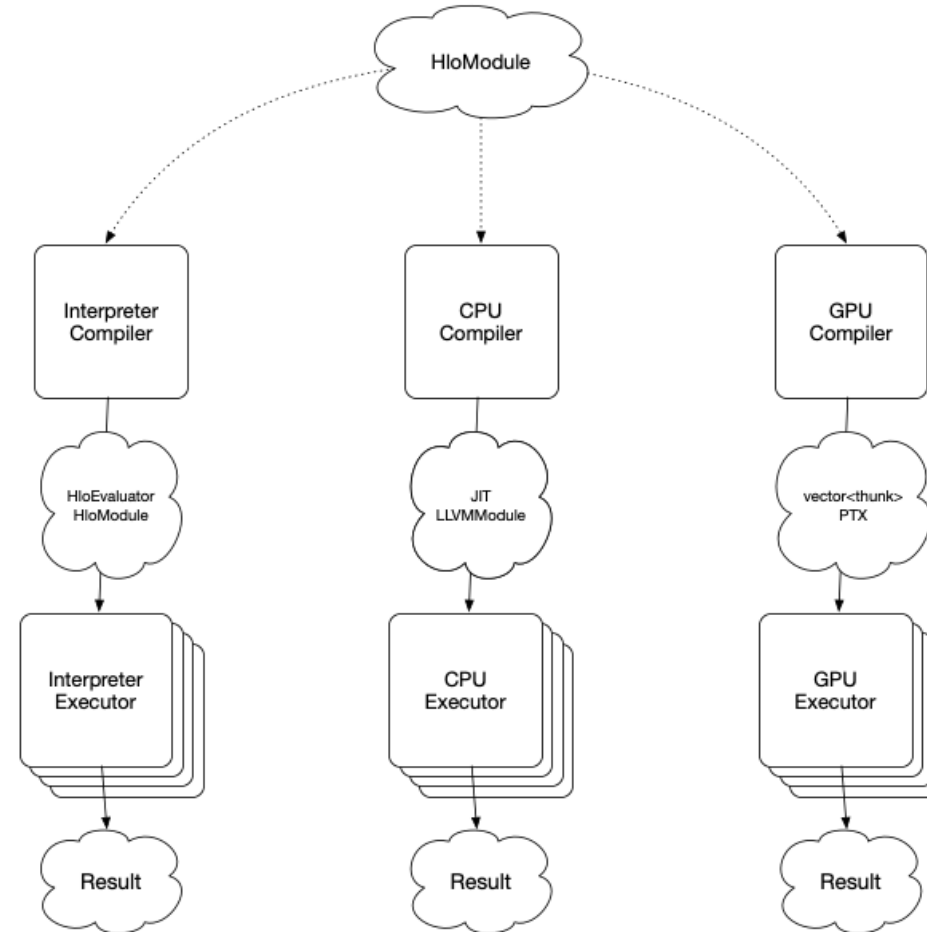 HloModule
Interpreter
Compiler
CPU
Compiler
GPU
Compiler
HloEvaluator
HloModule
JIT
LLVMModule
vector<thunk>
PTX
Interpreter
Executor
CPU
Executor
GPU
Executor
Result
Result
Result